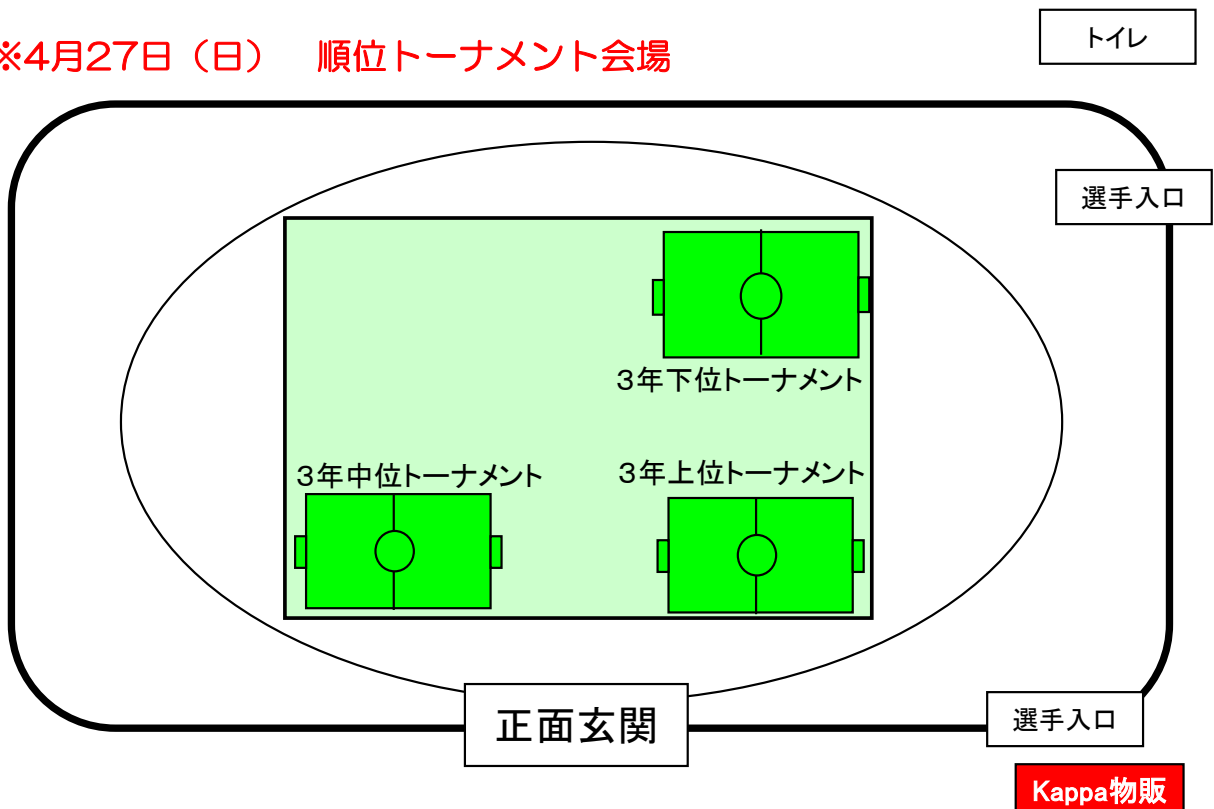 ※4月27日（日）　順位トーナメント会場
トイレ
選手入口
３年下位トーナメント
３年中位トーナメント
３年上位トーナメント
正面玄関
選手入口
Kappa物販